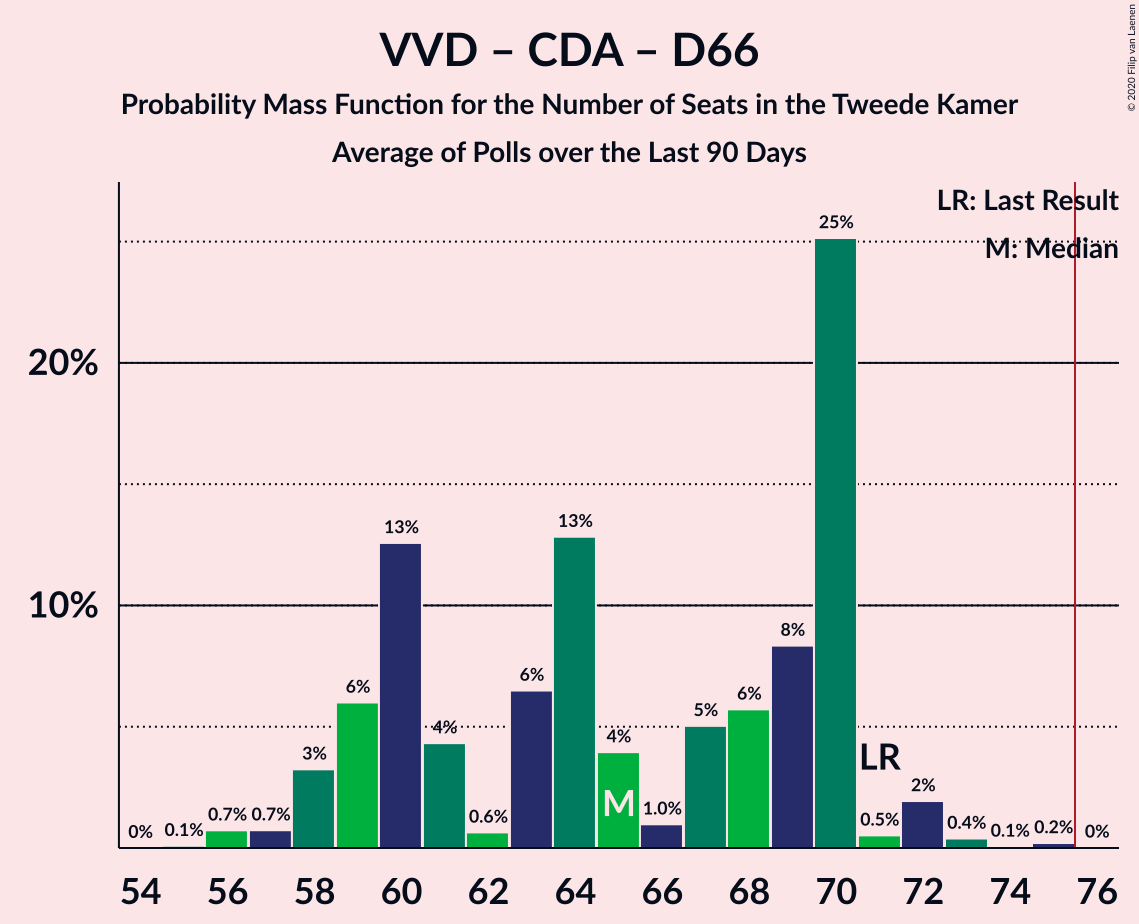 VVD – CDA – D66
Probability Mass Function for the Number of Seats in the Tweede Kamer
Average of Polls over the Last 90 Days
© 2020 Filip van Laenen
LR: Last Result
M: Median
25%
20%
13%
13%
10%
8%
6%
6%
6%
5%
4%
4%
LR
3%
2%
M
0%
0.1%
0.7%
0.7%
0.6%
1.0%
0.5%
0.4%
0.1%
0.2%
0%
54 56 58 60 62 64 66 68 70 72 74 76